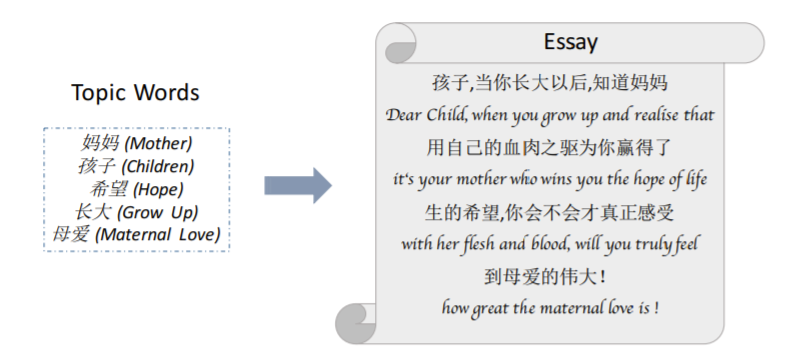 Topic Words
妈妈 (Mother)
孩子 (Children)
希望 (Hope)
长大 (Grow Up)
母爱 (Maternal Love)
Essay
孩子,当你长大以后,知道妈妈
Dear Child, when you grow up and realise that
用自己的血肉之驱为你赢得了
it's your mother who wins you the hope of life
生的希望,你会不会才真正感受
with her flesh and blood, will you truly feel
到母爱的伟大!
how great the maternal love is !